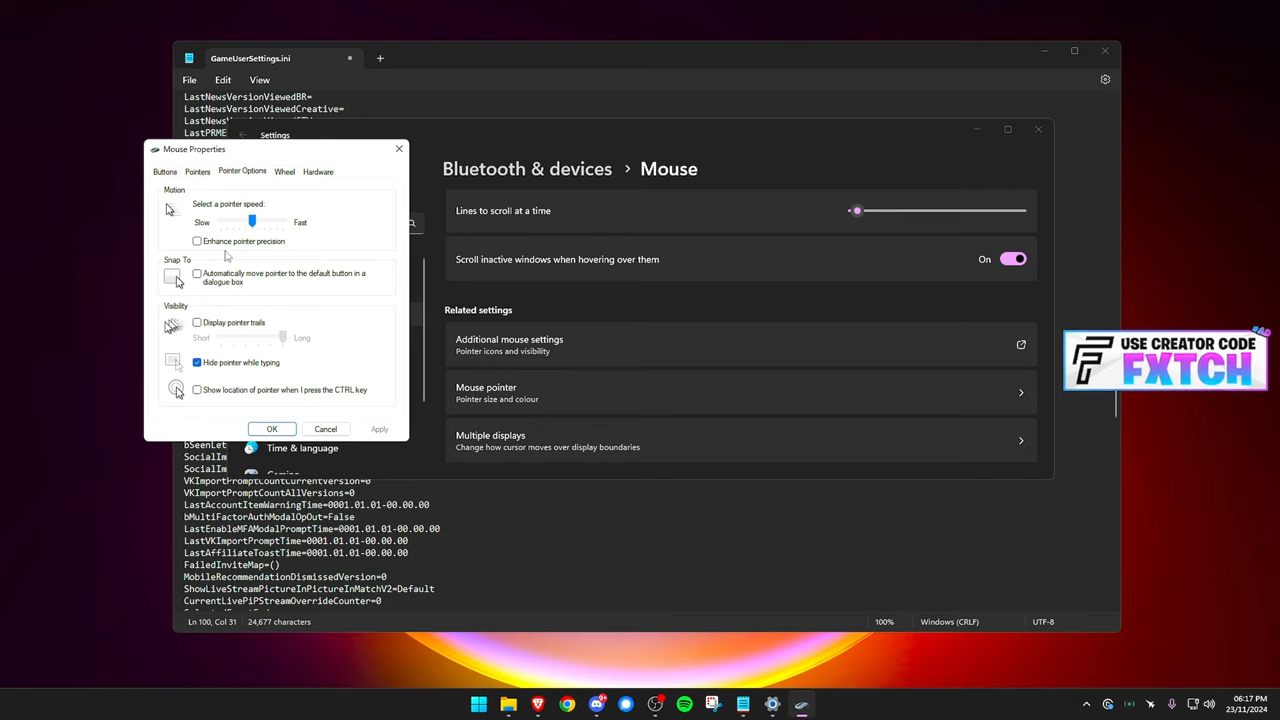 GameUserSettings.ini
File
Edit
View
LastNewsVersionViewedBR=
LastNewsVersionViewedCreative=
Settings
Mouse Properties
Buttons
Pointers
Pointer Options
Wheel
Hardware
Motion
Select a pointer speed:
Slow
Fast
Enhance pointer precision
Snap To
Automatically move pointer to the default button in a
dialogue box
Visibility
Display pointer trails
Short
Long
Hide pointer while typing
Show location of pointer when I press the CTRL key
OK
Cancel
Apply
Bluetooth & devices > Mouse
Lines to scroll at a time
Scroll inactive windows when hovering over them
On
Related settings
Additional mouse settings
Pointer icons and visibility
Mouse pointer
Pointer size and colour
Multiple displays
Change how cursor moves over display boundaries
Time & language
#AD
USE CREATOR CODE
FXTCH
VKImportPromptCountCurrentVersion=0
VKImportPromptCountAllVersions=0
LastAccountItemWarningTime=0001.01.01-00.00.00
bMultiFactorAuthModalOptOut=False
LastEnableMFAModalPromptTime=0001.01.01-00.00.00
LastVKImportPromptTime=0001.01.01-00.00.00
LastAffiliateToastTime=0001.01.01-00.00.00
FailedInviteMap=()
MobileRecommendationDismissedVersion=0
ShowLiveStreamPictureInPictureInMatchV2=Default
CurrentLivePiPStreamOverrideCounter=0
Ln 100, Col 31
24,677 characters
100%
Windows (CRLF)
UTF-8
06:17 PM
23/11/2024